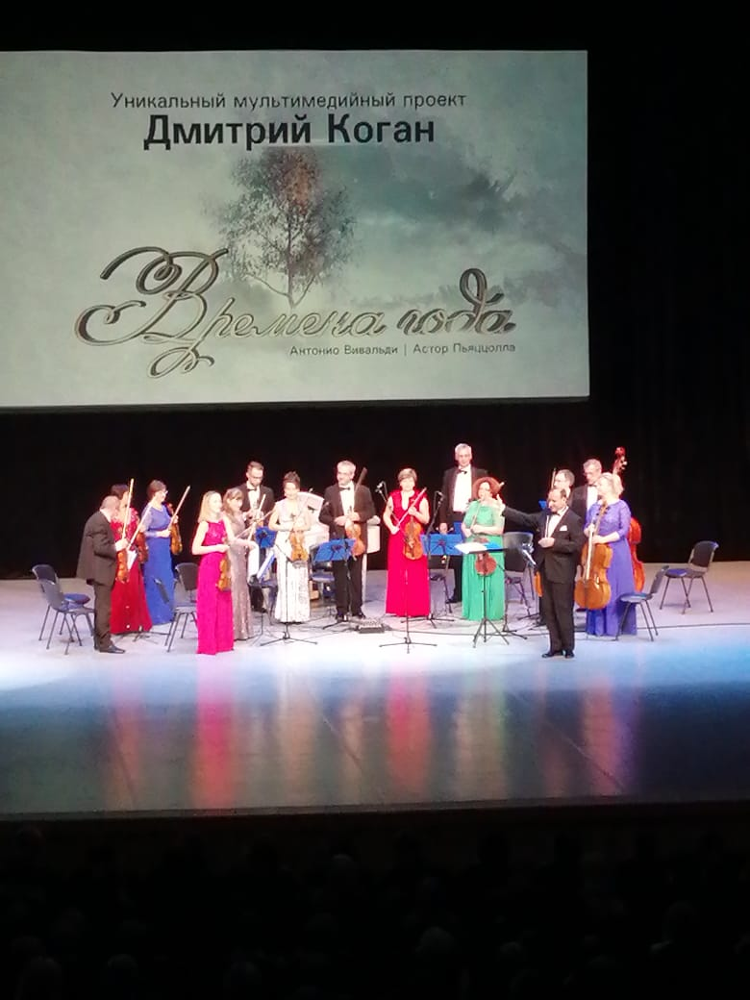 Уникальный мультимедийный проект
Дмитрий Коган
Времена года
Антонио Вивальди | Астор Пьяццолла